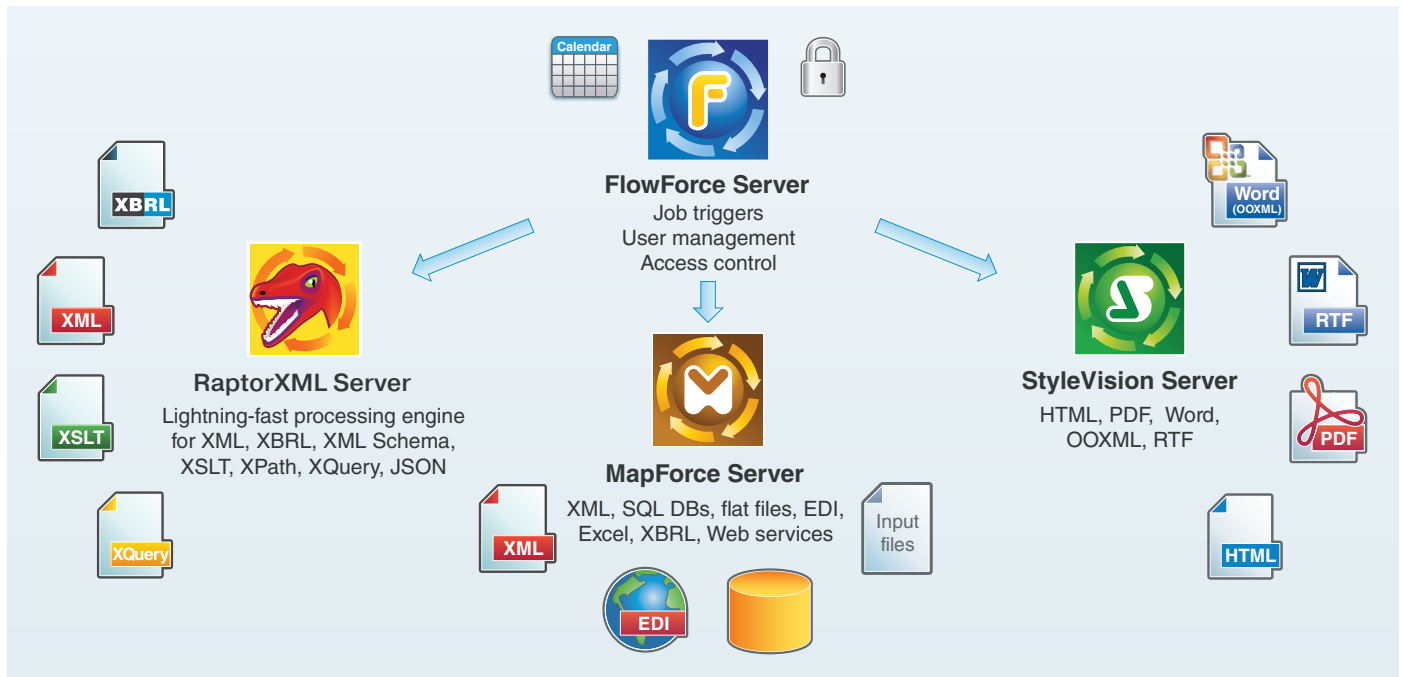 Calendar
F
FlowForce Server
Job triggers
User management
Access control
XBRL
XML
XSLT
XQuery
RaptorXML Server
Lightning-fast processing engine
for XML, XBRL, XML Schema,
XSLT, XPath, XQuery, JSON
MapForce Server
XML, SQL DBs, flat files, EDI,
Excel, XBRL, Web services
XML
EDI
Input
files
StyleVision Server
HTML, PDF, Word,
OOXML, RTF
Word
(OOXML)
W
RTF
PDF
HTML